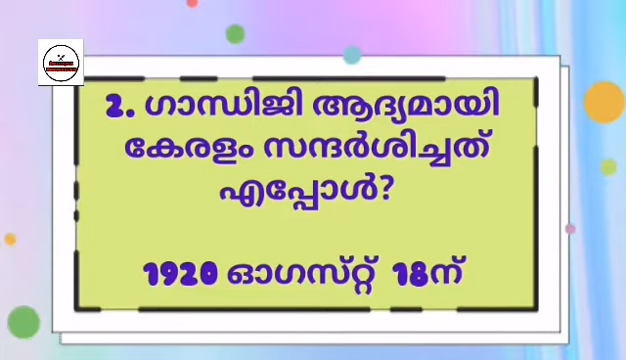 2. ഗാന്ധിജി ആദ്യമായി
കേരളം സന്ദർശിച്ചത്
എപ്പോൾ?
1920 ഓഗസ്റ്റ് 18ന്